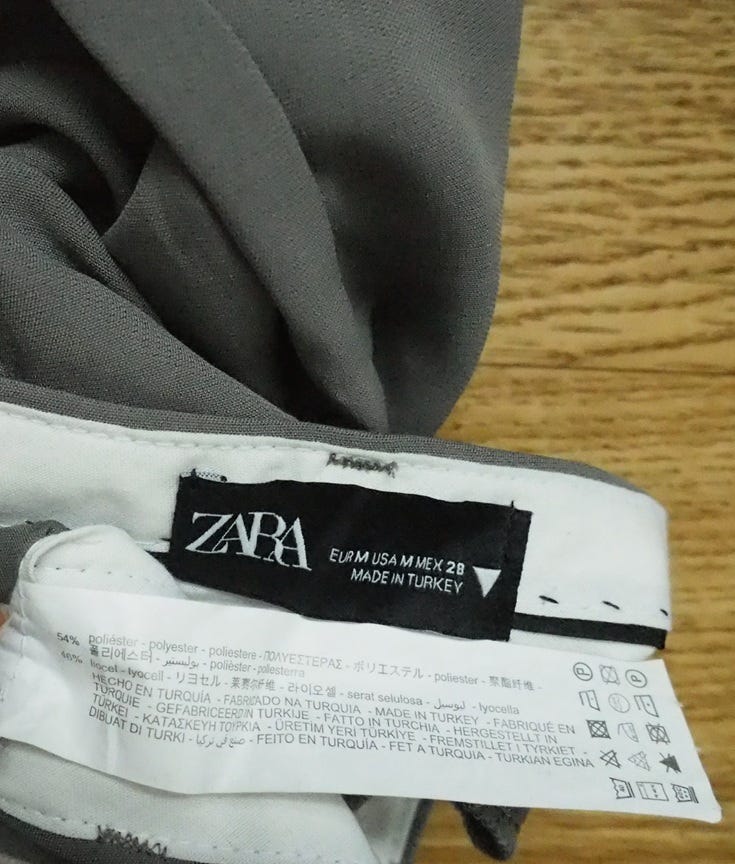 ZARA
EUR M USA M MEX 28
MADE IN TURKEY
54% poliéster - polyester - poliestere - ΠΟΛΥΕΣΤΕΡΑΣ - ポリエステル - poliester - 聚酯纤维 -
폴리에스터 - بوليستير - polièster - poliesterra
46% liocel - lyocell - リヨセル - 莱赛尔纤维 - 라이오셀 - serat selulosa - ليوسيل - lyocella
HECHO EN TURQUÍA - FABRICADO NA TURQUIA - MADE IN TURKEY - FABRIQUÉ EN
TURQUIE - GEFABRICEERD IN TURKIJE - FATTO IN TURCHIA - HERGESTELLT IN
TÜRKEI - ΚΑΤΑΣΚΕΥΗ ΤΟΥΡΚΙΑ - ÜRETİM YERİ TÜRKİYE - FREMSTILLET I TYRKIET -
DIBUAT DI TURKI - صنع في تركيا - FEITO EN TURQUÍA - FET A TURQUIA - TURKIAN EGINA